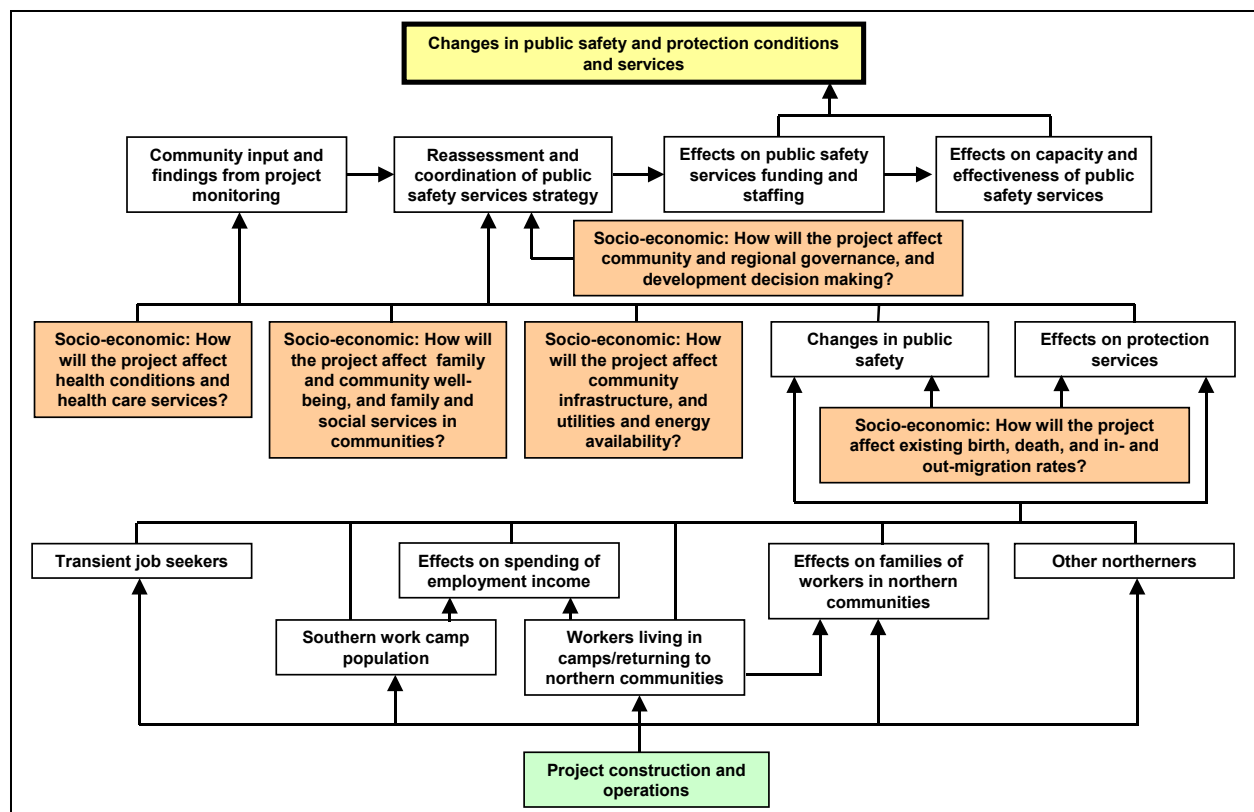 Changes in public safety and protection conditions
and services
Community input and
findings from project
monitoring
Reassessment and
coordination of public
safety services strategy
Effects on public safety
services funding and
staffing
Effects on capacity and
effectiveness of public
safety services
Socio-economic: How will the project affect
community and regional governance, and
development decision making?
Socio-economic: How
will the project affect
health conditions and
health care services?
Socio-economic: How will
the project affect family
and community well-
being, and family and
social services in
communities?
Socio-economic: How
will the project affect
community
infrastructure, and
utilities and energy
availability?
Changes in public
safety
Effects on protection
services
Socio-economic: How will the project
affect existing birth, death, and in- and
out-migration rates?
Transient job seekers
Effects on spending of
employment income
Effects on families of
workers in northern
communities
Other northerners
Southern work camp
population
Workers living in
camps/returning to
northern communities
Project construction and
operations